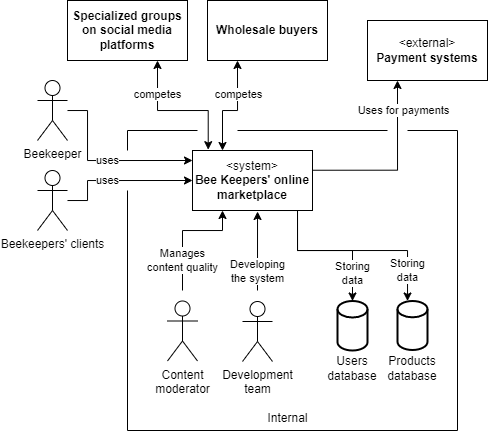 Specialized groups
on social media
platforms
Wholesale buyers
<external>
Payment systems
competes
competes
Uses for payments
Beekeeper
uses
<system>
Bee Keepers' online
marketplace
uses
Beekeepers' clients
Manages
content quality
Developing
the system
Storing
data
Storing
data
Content
moderator
Development
team
Users
database
Products
database
Internal